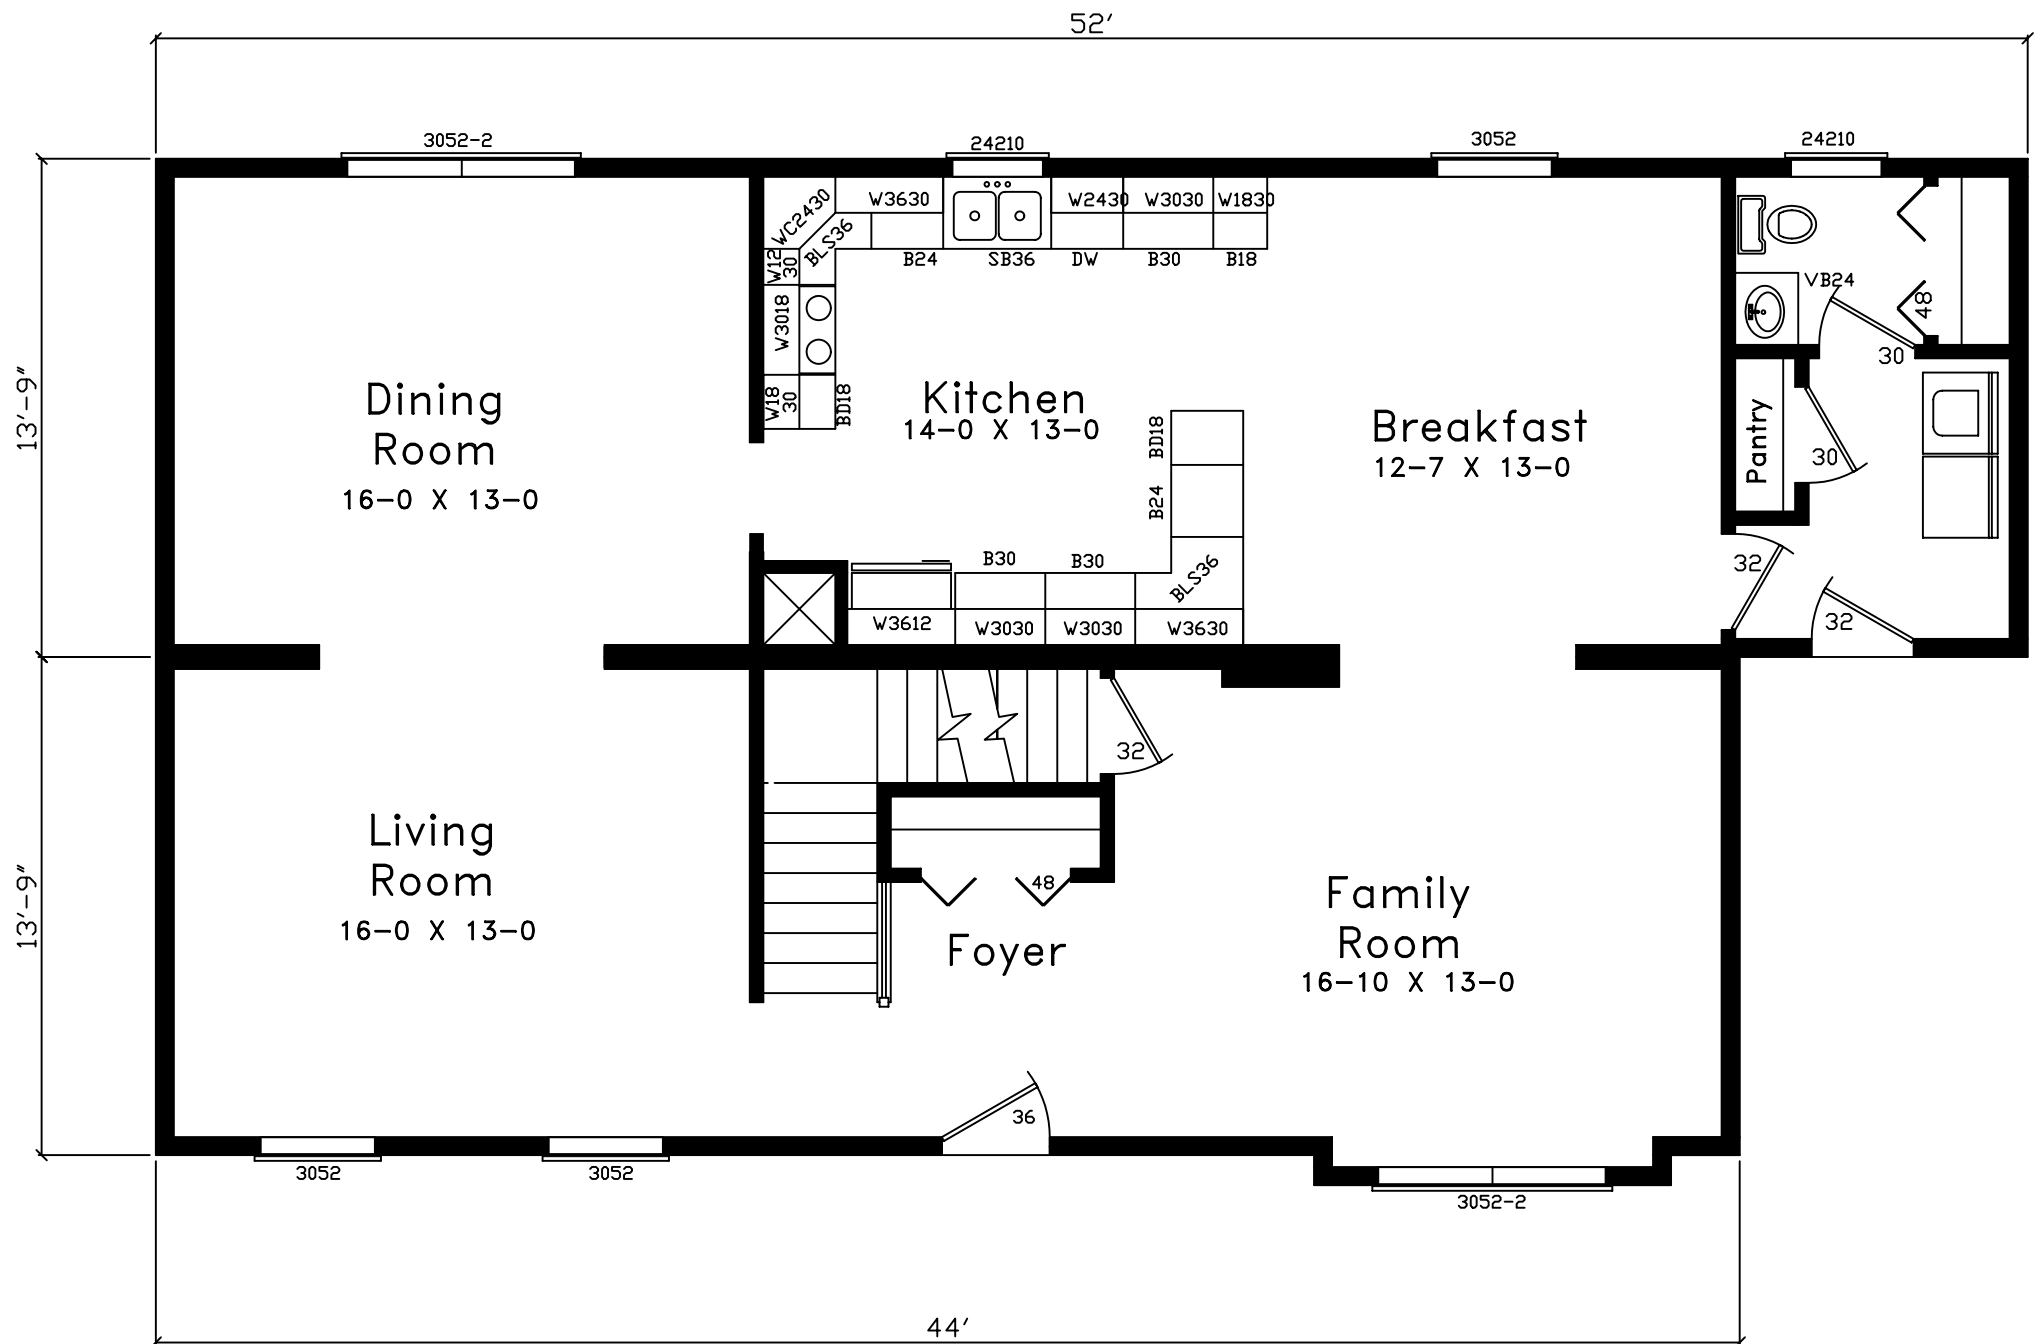 52'
3052-2
24210
3052
24210
W3630
W2430
W3030
W1830
WC2430
BLS36
W12
30
B24
SB36
DW
B30
B18
VB24
48
W3018
30
13'-9"
Dining
Room
16-0 X 13-0
W18
30
BD18
Kitchen
14-0 X 13-0
BD18
Breakfast
12-7 X 13-0
Pantry
30
B24
B30
B30
BLS36
32
W3612
W3030
W3030
W3630
32
32
13'-9"
Living
Room
16-0 X 13-0
48
Foyer
Family
Room
16-10 X 13-0
36
3052
3052
3052-2
44'